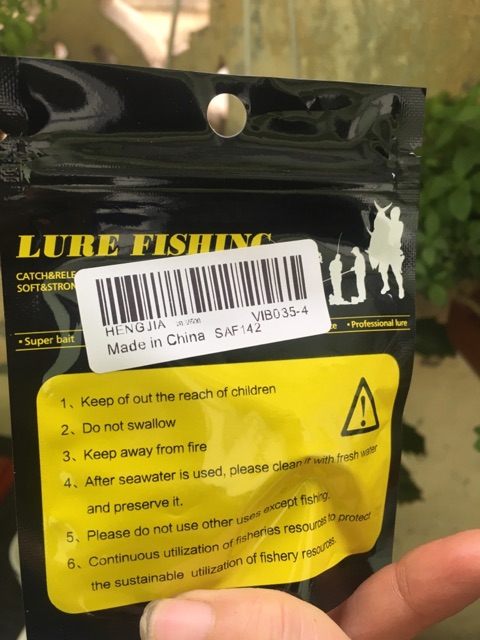 LURE FISHING
CATCH&RELE
SOFT&STRON
HENG JIA VIB035-4
Made in China SAF142
• Super bait
• Professional lure
1、Keep of out the reach of children
2、Do not swallow
3、Keep away from fire
4、After seawater is used, please clean it with fresh water
and preserve it.
5、Please do not use other uses except fishing.
6、Continuous utilization of fisheries resources to protect
the sustainable utilization of fishery resources.